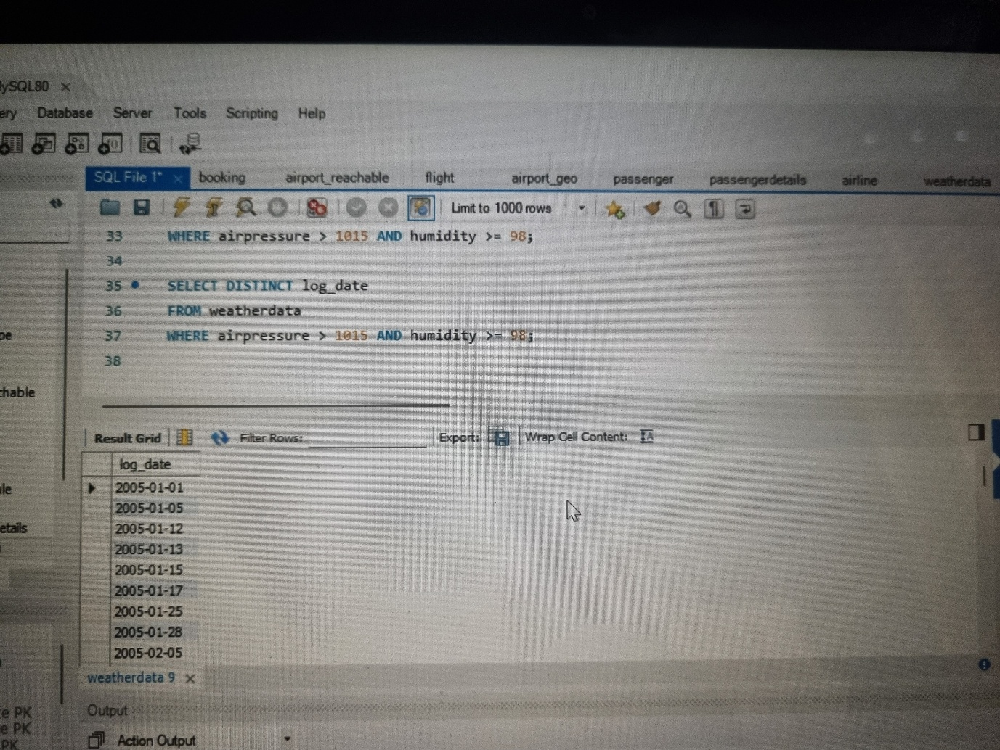 ySQL80
ery Database Server Tools Scripting Help
SQL File 1* booking airport_reachable flight airport_geo passenger passengerdetails airline weatherdata
Limit to 1000 rows
33 WHERE airpressure > 1015 AND humidity >= 98;
34
35 SELECT DISTINCT log_date
36 FROM weatherdata
37 WHERE airpressure > 1015 AND humidity >= 98;
38
chable
etails
Result Grid Filter Rows: Export: Wrap Cell Content: IA
log_date
2005-01-01
2005-01-05
2005-01-12
2005-01-13
2005-01-15
2005-01-17
2005-01-25
2005-01-28
2005-02-05
weatherdata 9
Output
e PK
e PK
PK
Action Output